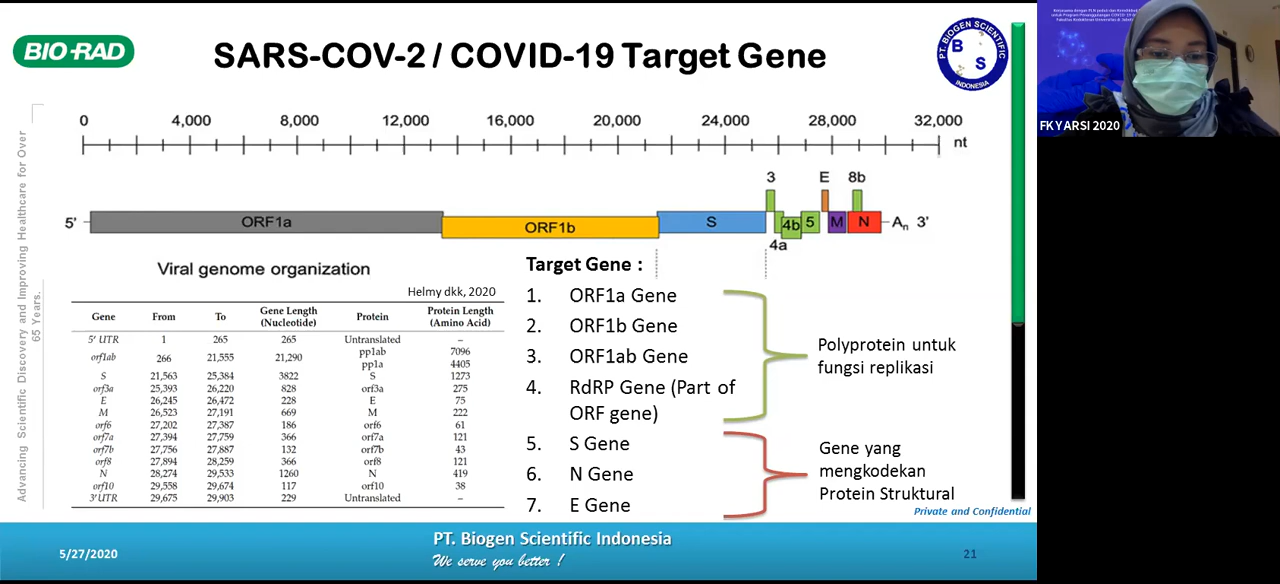 BIO-RAD
SARS-COV-2 / COVID-19 Target Gene
PT. BIOGEN SCIENTIFIC
B S
INDONESIA
FK YARSI 2020
Advancing Scientific Discovery and Improving Healthcare for Over
65 Years.
0 4,000 8,000 12,000 16,000 20,000 24,000 28,000 32,000
nt
3 E 8b
5' ORF1a ORF1b S 4b 5 M N An 3'
4a
Viral genome organization
Helmy dkk, 2020
Gene From To Gene Length (Nucleotide) Protein Protein Length (Amino Acid)
5' UTR 1 265 265 Untranslated –
orf1ab 266 21,555 21,290 pp1ab 7096
pp1a 4405
S 21,563 25,384 3822 S 1273
orf3a 25,393 26,220 828 orf3a 275
E 26,245 26,472 228 E 75
M 26,523 27,191 669 M 222
orf6 27,202 27,387 186 orf6 61
orf7a 27,394 27,759 366 orf7a 121
orf7b 27,756 27,887 132 orf7b 43
orf8 27,894 28,259 366 orf8 121
N 28,274 29,533 1260 N 419
orf10 29,558 29,674 117 orf10 38
3'UTR 29,675 29,903 229 Untranslated –
Target Gene :
1. ORF1a Gene
2. ORF1b Gene
3. ORF1ab Gene
4. RdRP Gene (Part of
ORF gene)
5. S Gene
6. N Gene
7. E Gene
Polyprotein untuk
fungsi replikasi
Gene yang
mengkodekan
Protein Struktural
Private and Confidential
5/27/2020
PT. Biogen Scientific Indonesia
We serve you better !
21